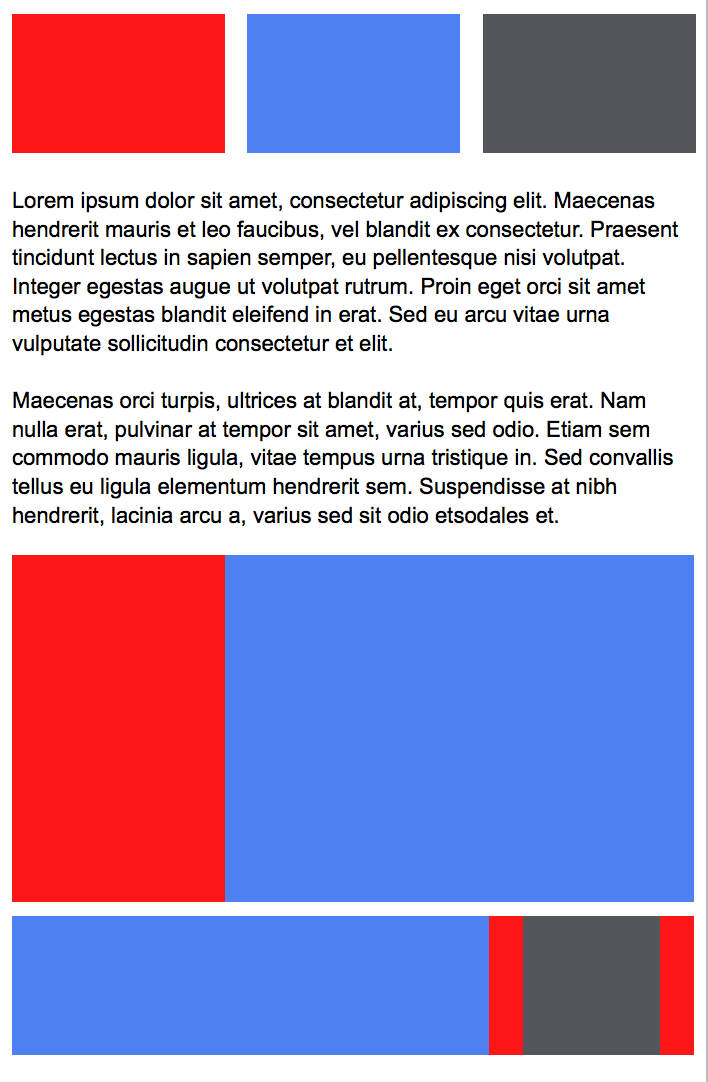 Lorem ipsum dolor sit amet, consectetur adipiscing elit. Maecenas
hendrerit mauris et leo faucibus, vel blandit ex consectetur. Praesent
tincidunt lectus in sapien semper, eu pellentesque nisi volutpat.
Integer egestas augue ut volutpat rutrum. Proin eget orci sit amet
metus egestas blandit eleifend in erat. Sed eu arcu vitae urna
vulputate sollicitudin consectetur et elit.
Maecenas orci turpis, ultrices at blandit at, tempor quis erat. Nam
nulla erat, pulvinar at tempor sit amet, varius sed odio. Etiam sem
commodo mauris ligula, vitae tempus urna tristique in. Sed convallis
tellus eu ligula elementum hendrerit sem. Suspendisse at nibh
hendrerit, lacinia arcu a, varius sed sit odio etsodales et.